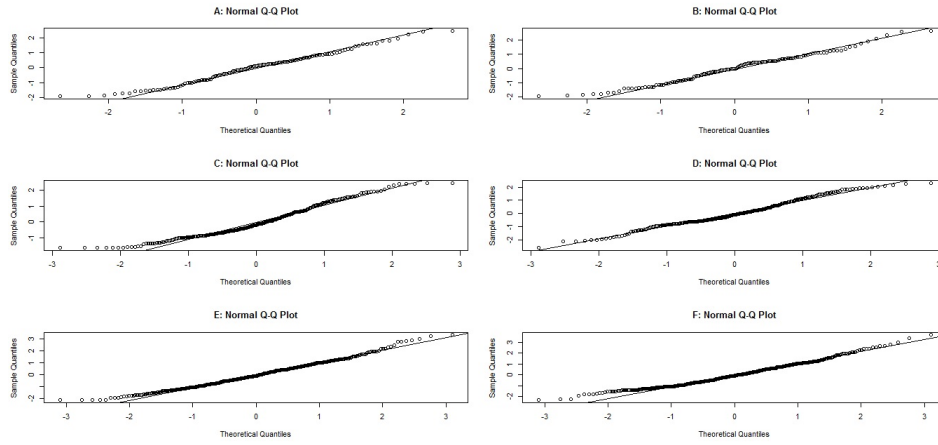 A: Normal Q-Q Plot
Sample Quantiles
-2 -1 0 1 2
-2 -1 0 1 2
Theoretical Quantiles
B: Normal Q-Q Plot
Sample Quantiles
-2 -1 0 1 2
-2 -1 0 1 2
Theoretical Quantiles
C: Normal Q-Q Plot
Sample Quantiles
-1 0 1 2
-3 -2 -1 0 1 2 3
Theoretical Quantiles
D: Normal Q-Q Plot
Sample Quantiles
-2 -1 0 1 2
-3 -2 -1 0 1 2 3
Theoretical Quantiles
E: Normal Q-Q Plot
Sample Quantiles
-2 0 1 2 3
-3 -2 -1 0 1 2 3
Theoretical Quantiles
F: Normal Q-Q Plot
Sample Quantiles
-2 0 1 2 3
-3 -2 -1 0 1 2 3
Theoretical Quantiles